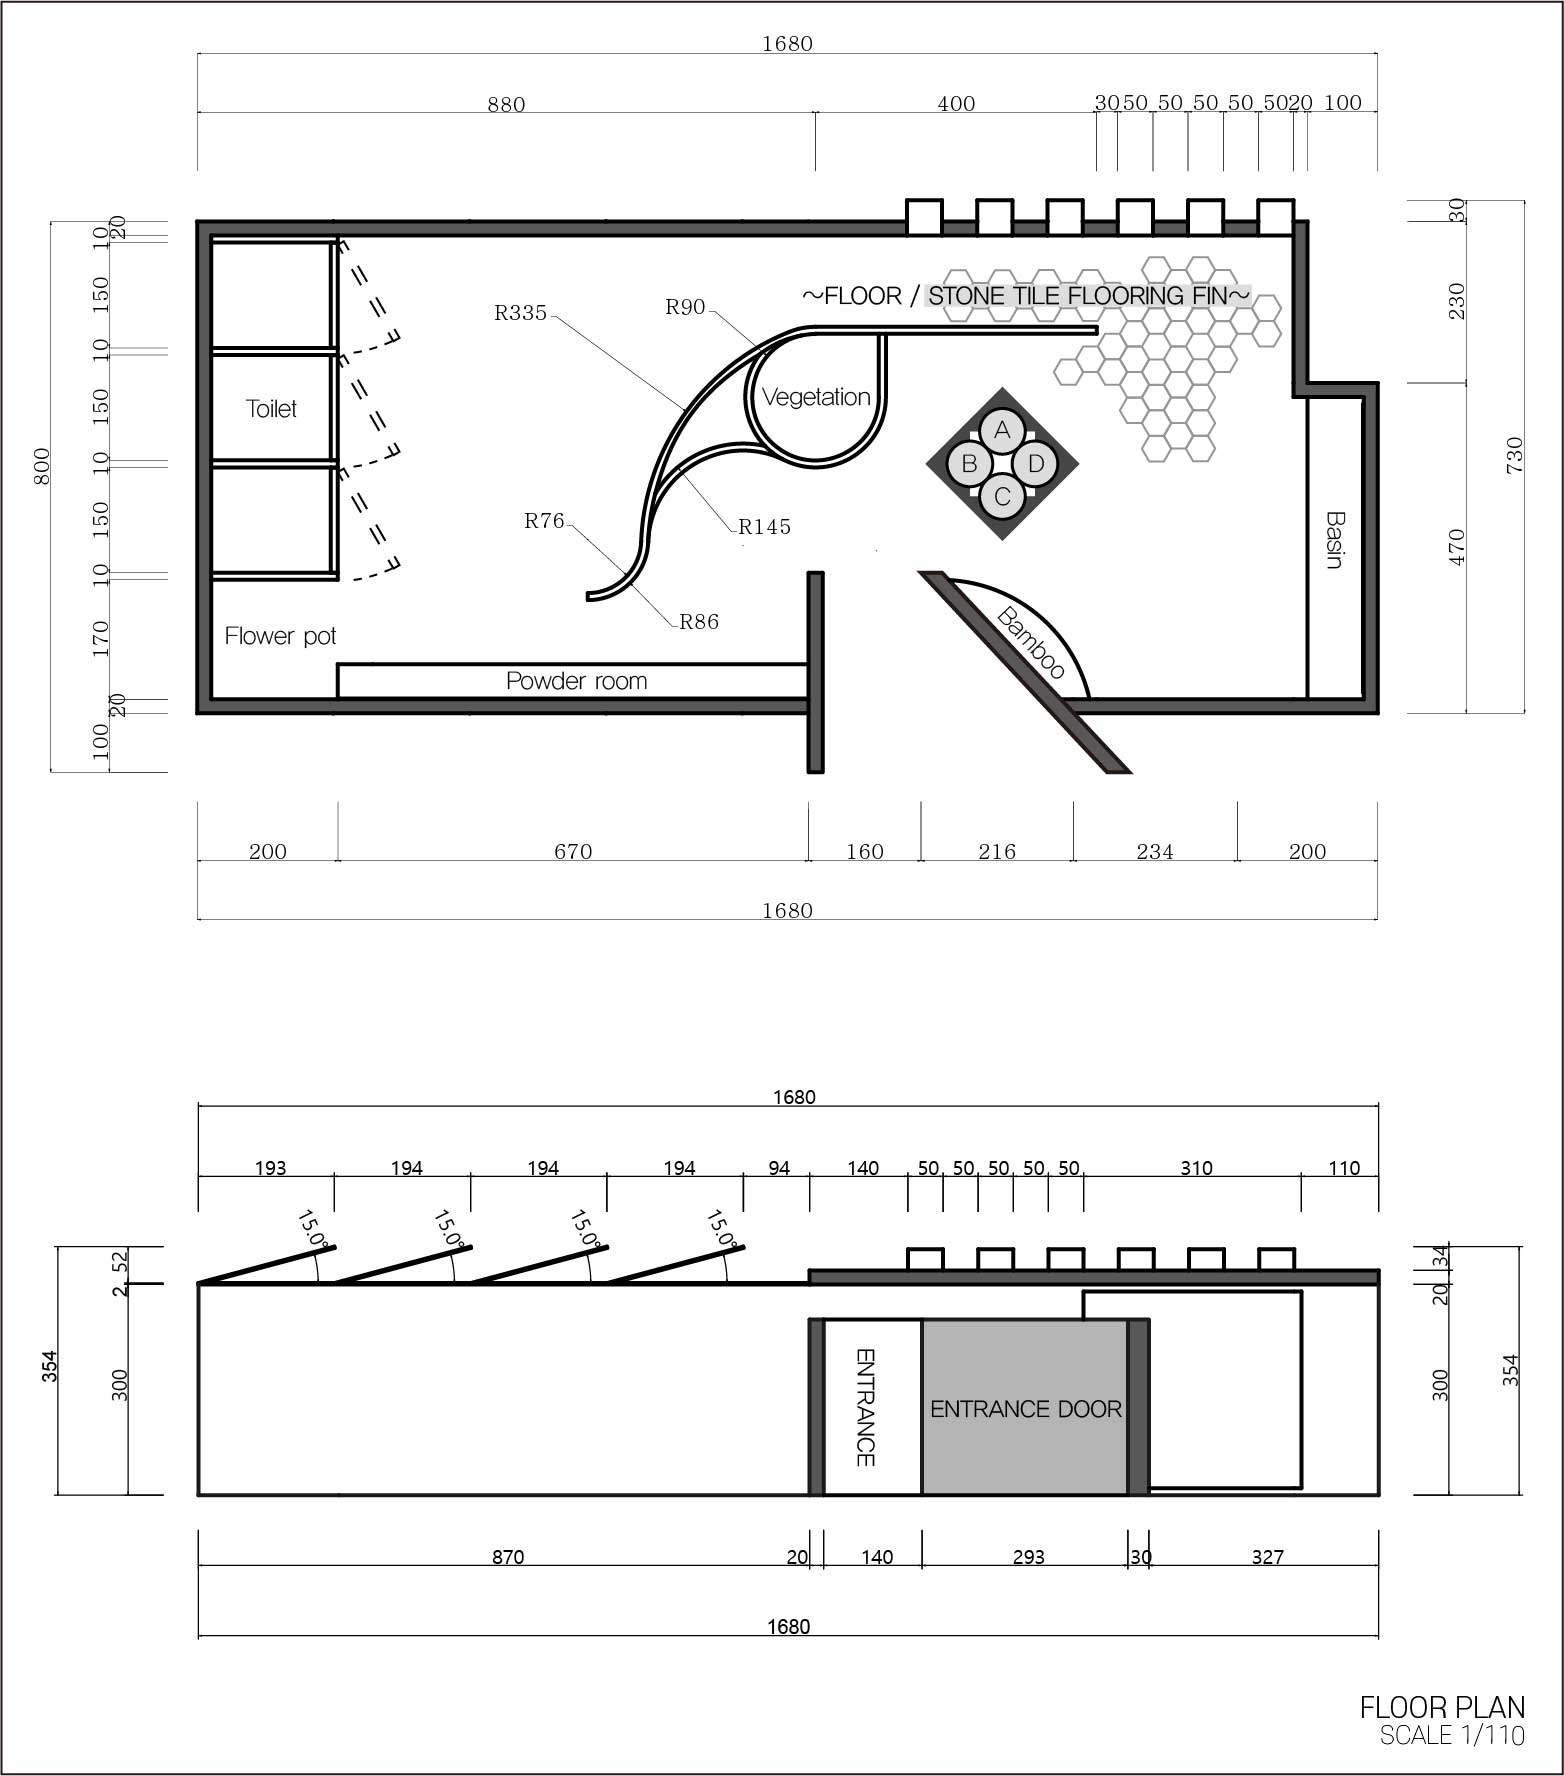 1680
880 400 30 50 50 50 50 50 20 100
20
10
150
10
150
10
150
10
170
20
100
800
30
230
470
730
~FLOOR / STONE TILE FLOORING FIN~
R335
R90
Vegetation
Toilet
A
B D
C
R76
R145
R86
Basin
Bamboo
Flower pot
Powder room
200 670 160 216 234 200
1680
1680
193 194 194 194 94 140 50 50 50 50 50 310 110
15.0° 15.0° 15.0° 15.0°
52
2
300
354
34
20
300
354
ENTRANCE
ENTRANCE DOOR
870 20 140 293 30 327
1680
FLOOR PLAN
SCALE 1/110